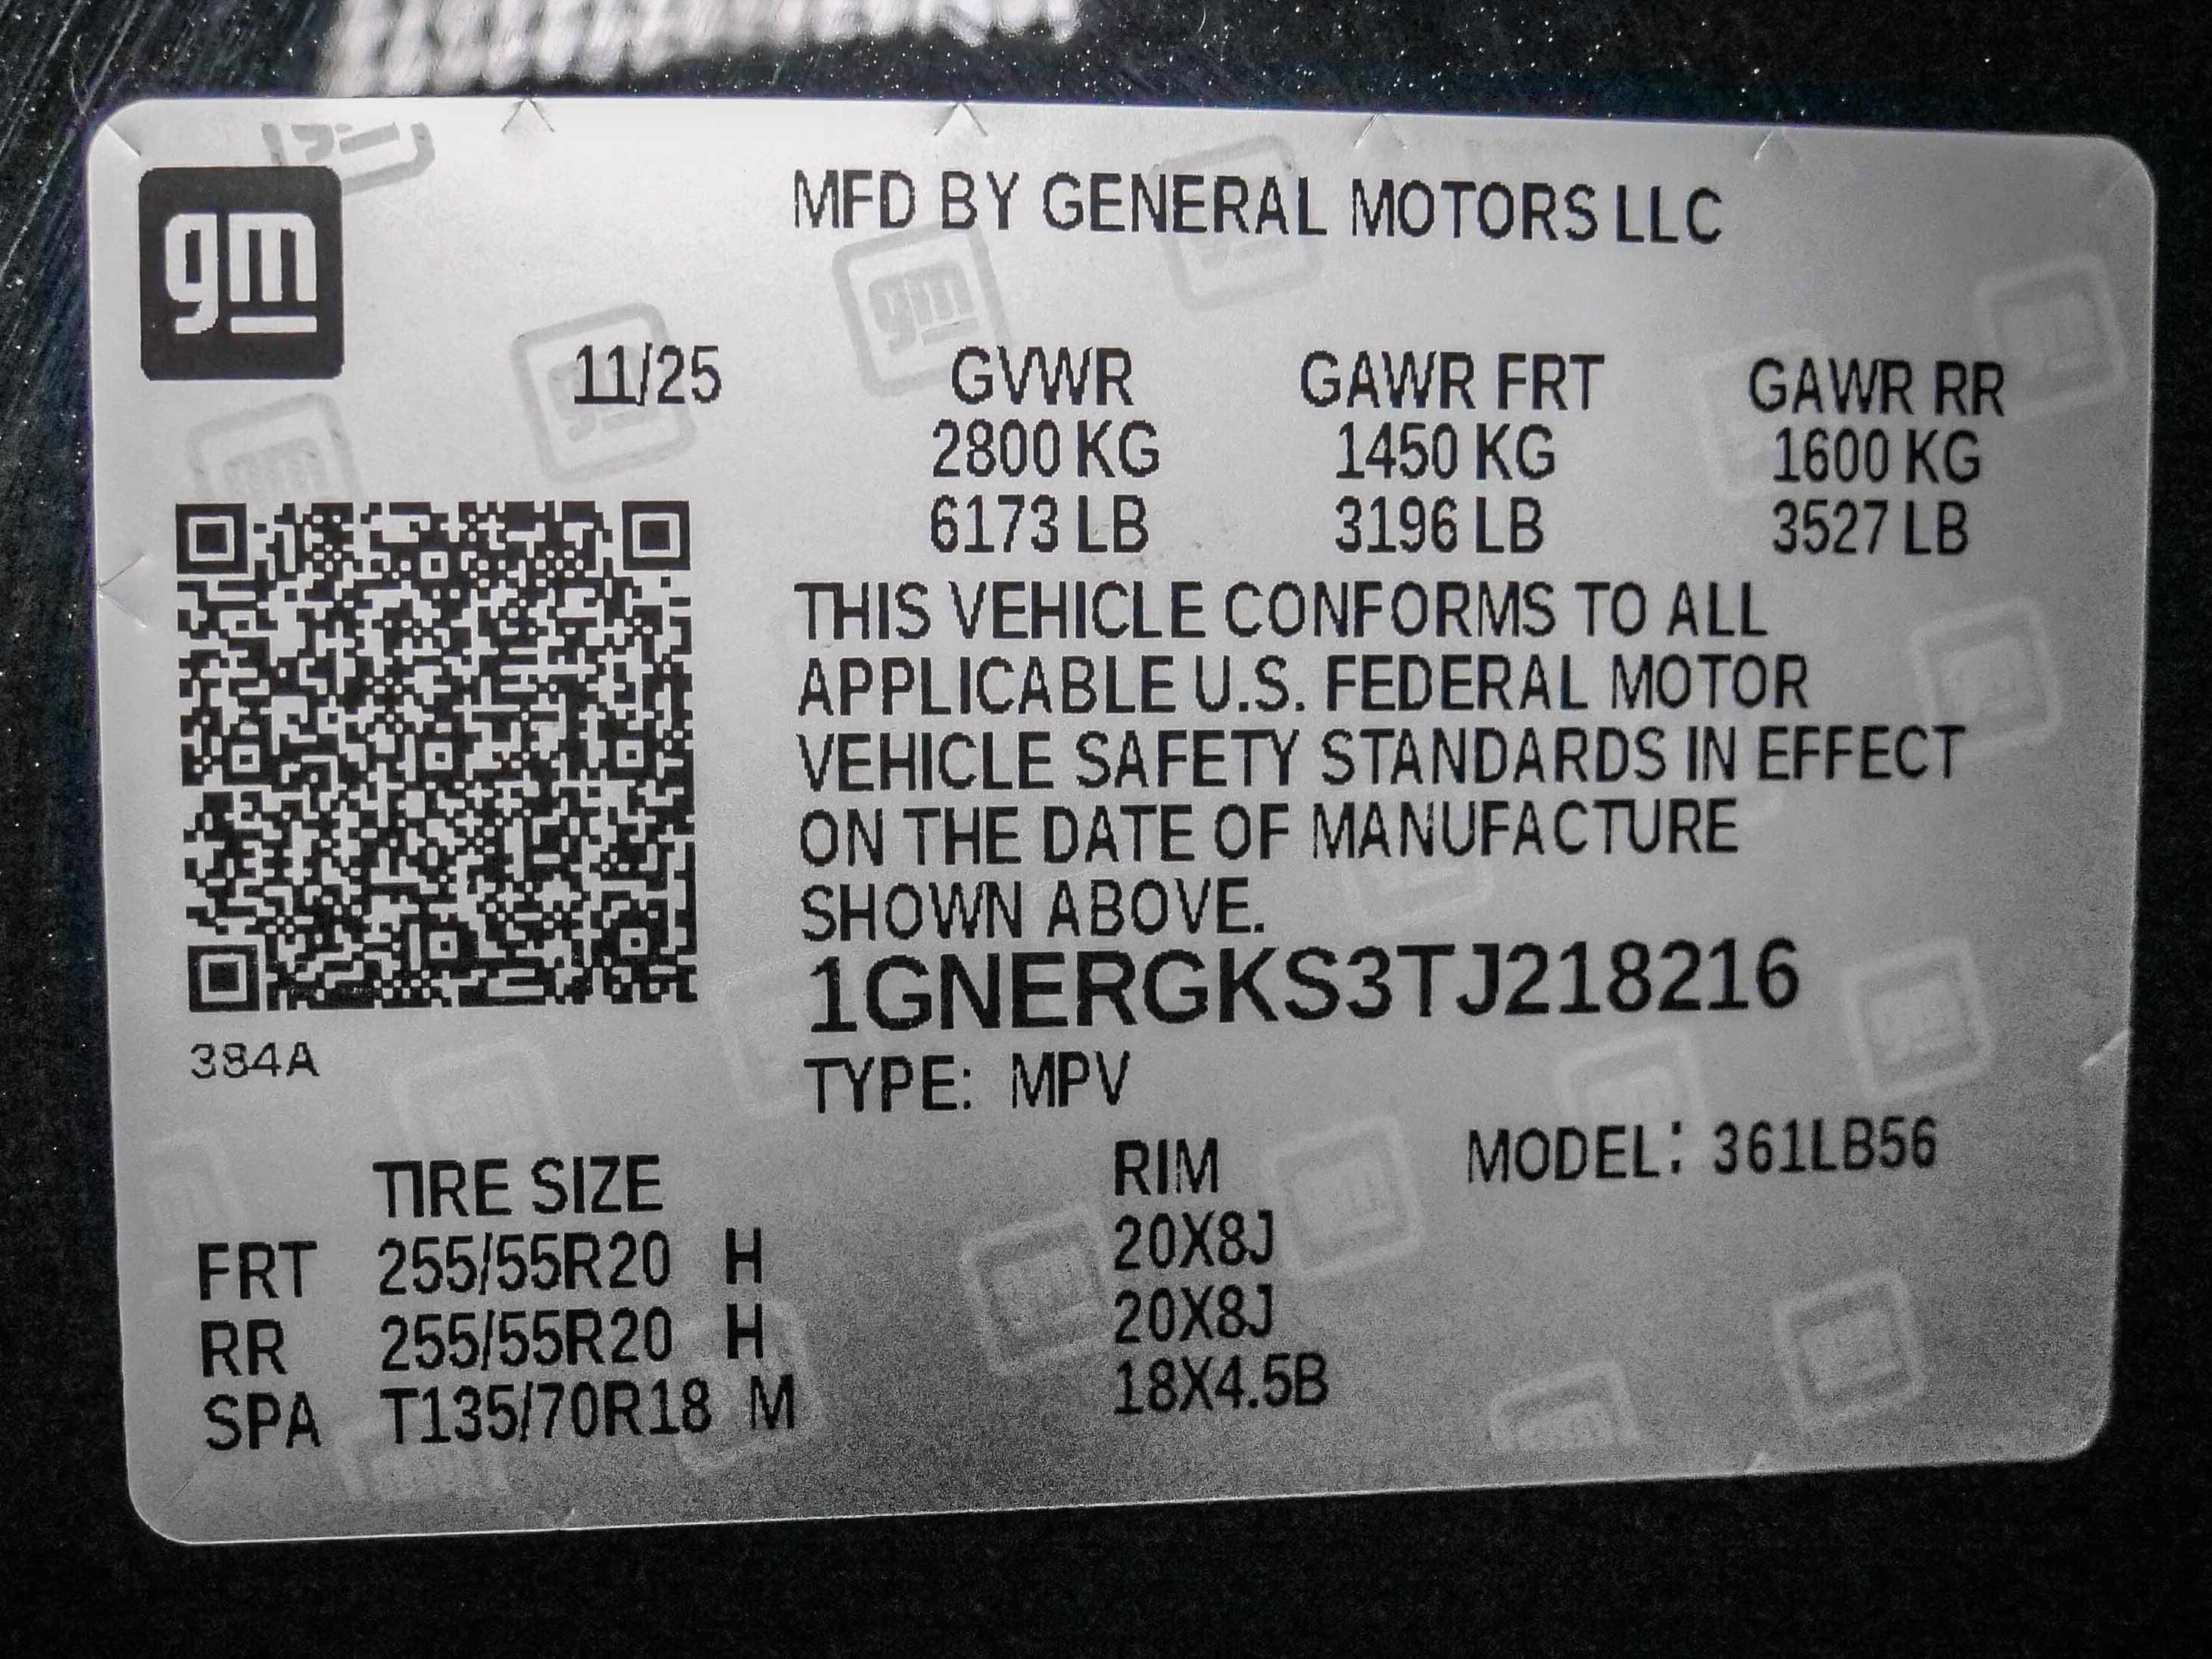 gm
MFD BY GENERAL MOTORS LLC
11/25 GVWR GAWR FRT GAWR RR
2800 KG 1450 KG 1600 KG
6173 LB 3196 LB 3527 LB
THIS VEHICLE CONFORMS TO ALL
APPLICABLE U.S. FEDERAL MOTOR
VEHICLE SAFETY STANDARDS IN EFFECT
ON THE DATE OF MANUFACTURE
SHOWN ABOVE.
1GNERGKS3TJ218216
384A
TYPE: MPV
MODEL: 361LB56
TIRE SIZE RIM
FRT 255/55R20 H 20X8J
RR 255/55R20 H 20X8J
SPA T135/70R18 M 18X4.5B